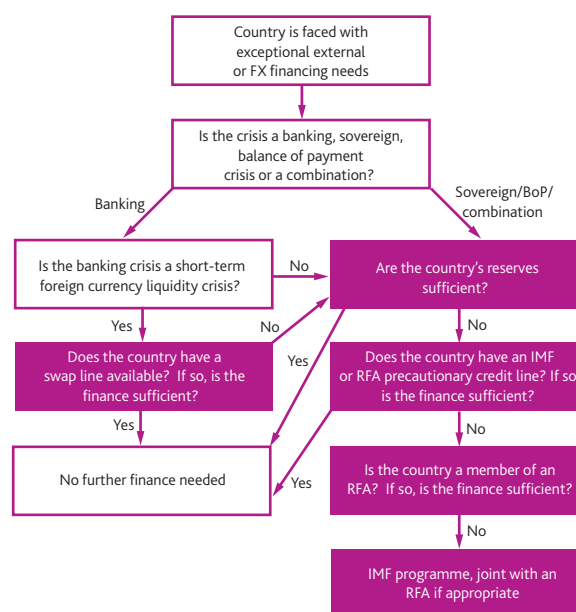 Country is faced with
exceptional external
or FX financing needs
Is the crisis a banking, sovereign,
balance of payment
crisis or a combination?
Banking
Sovereign/BoP/
combination
Is the banking crisis a short-term
foreign currency liquidity crisis?
No
Are the country's reserves
sufficient?
Yes
No
Yes
No
Does the country have a
swap line available? If so, is the
finance sufficient?
Does the country have an IMF
or RFA precautionary credit line? If so,
is the finance sufficient?
Yes
No
No further finance needed
Yes
Is the country a member of an
RFA? If so, is the finance sufficient?
No
IMF programme, joint with an
RFA if appropriate